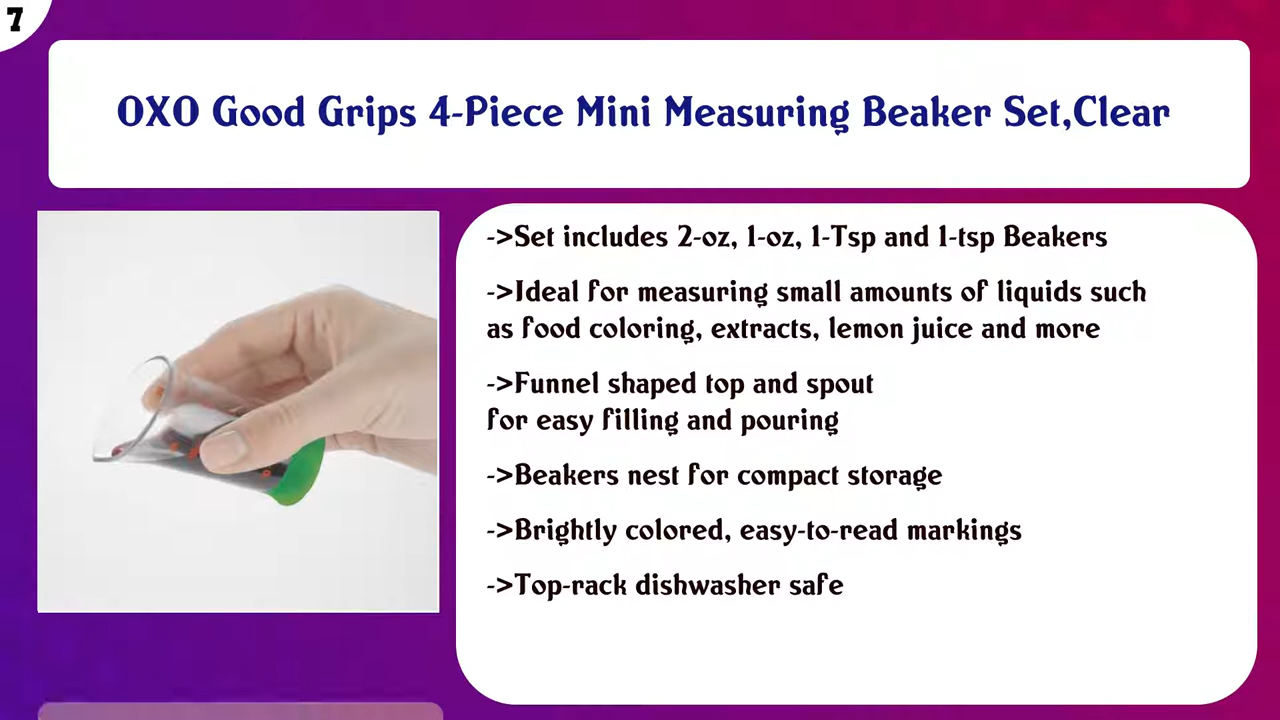 7
OXO Good Grips 4-Piece Mini Measuring Beaker Set,Clear
->Set includes 2-oz, 1-oz, 1-Tsp and 1-tsp Beakers
->Ideal for measuring small amounts of liquids such
as food coloring, extracts, lemon juice and more
->Funnel shaped top and spout
for easy filling and pouring
->Beakers nest for compact storage
->Brightly colored, easy-to-read markings
->Top-rack dishwasher safe